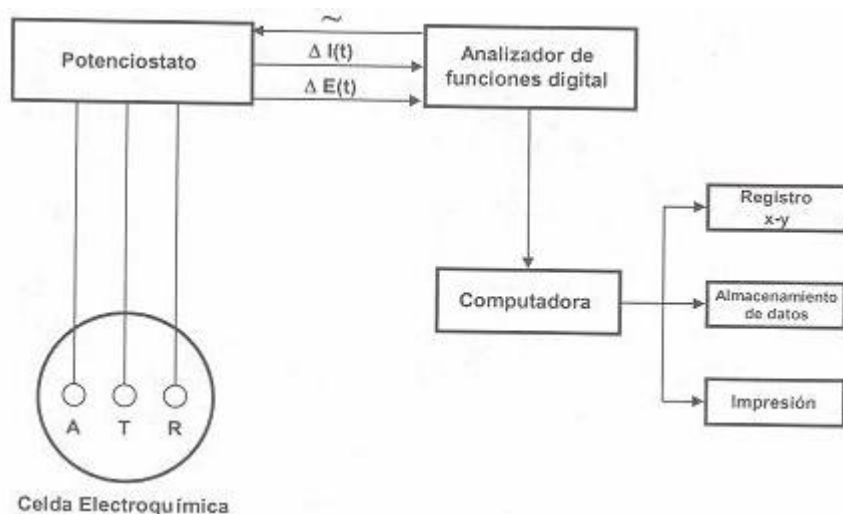 Potenciostato
~
Δ I(t)
Δ E(t)
Analizador de
funciones digital
Computadora
Registro
x-y
Almacenamiento
de datos
Impresión
A T R
Celda Electroquímica